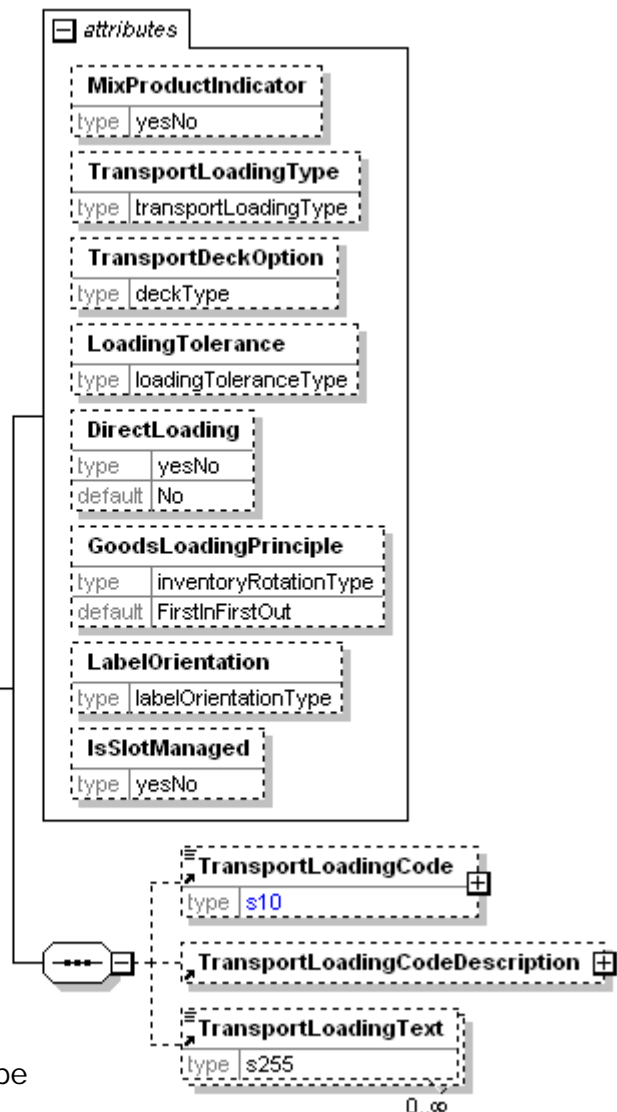 attributes
MixProductIndicator
type yesNo
TransportLoadingType
type transportLoadingType
TransportDeckOption
type deckType
LoadingTolerance
type loadingToleranceType
DirectLoading
type yesNo
default No
GoodsLoadingPrinciple
type inventoryRotationType
default FirstInFirstOut
LabelOrientation
type labelOrientationType
IsSlotManaged
type yesNo
TransportLoadingCode
type s10
TransportLoadingCodeDescription
TransportLoadingText
type s255
pe
0..∞